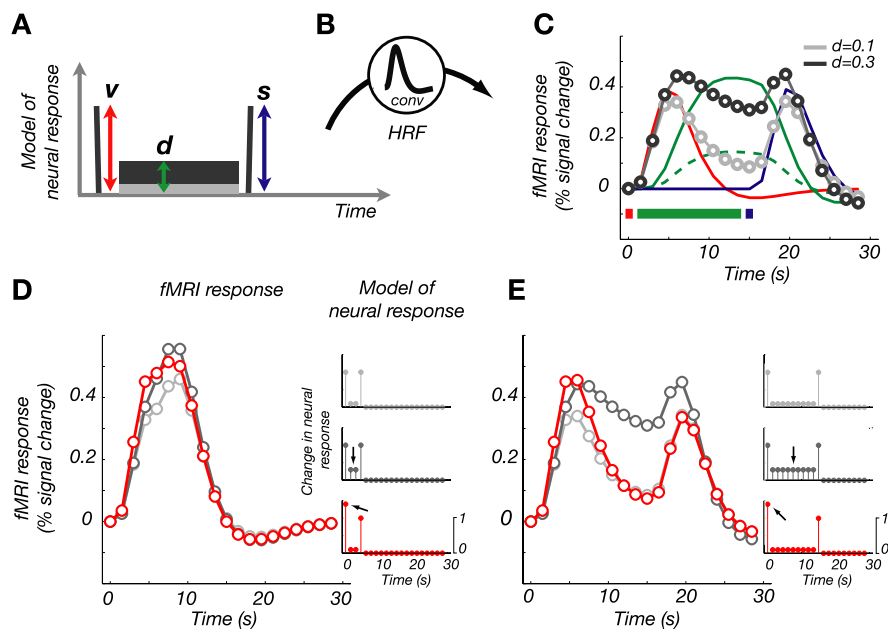 A
v
d
s
Model of
neural response
Time
B
conv
HRF
C
d=0.1
d=0.3
fMRI response
(% signal change)
0.4
0.2
0
0
10
20
30
Time (s)
D
fMRI response
Model of
neural response
fMRI response
(% signal change)
0.4
0.2
0
0
10
20
30
Time (s)
Change in neural
response
1
0
0
10
20
30
Time (s)
E
0.4
0.2
0
0
10
20
30
Time (s)
1
0
0
10
20
30
Time (s)